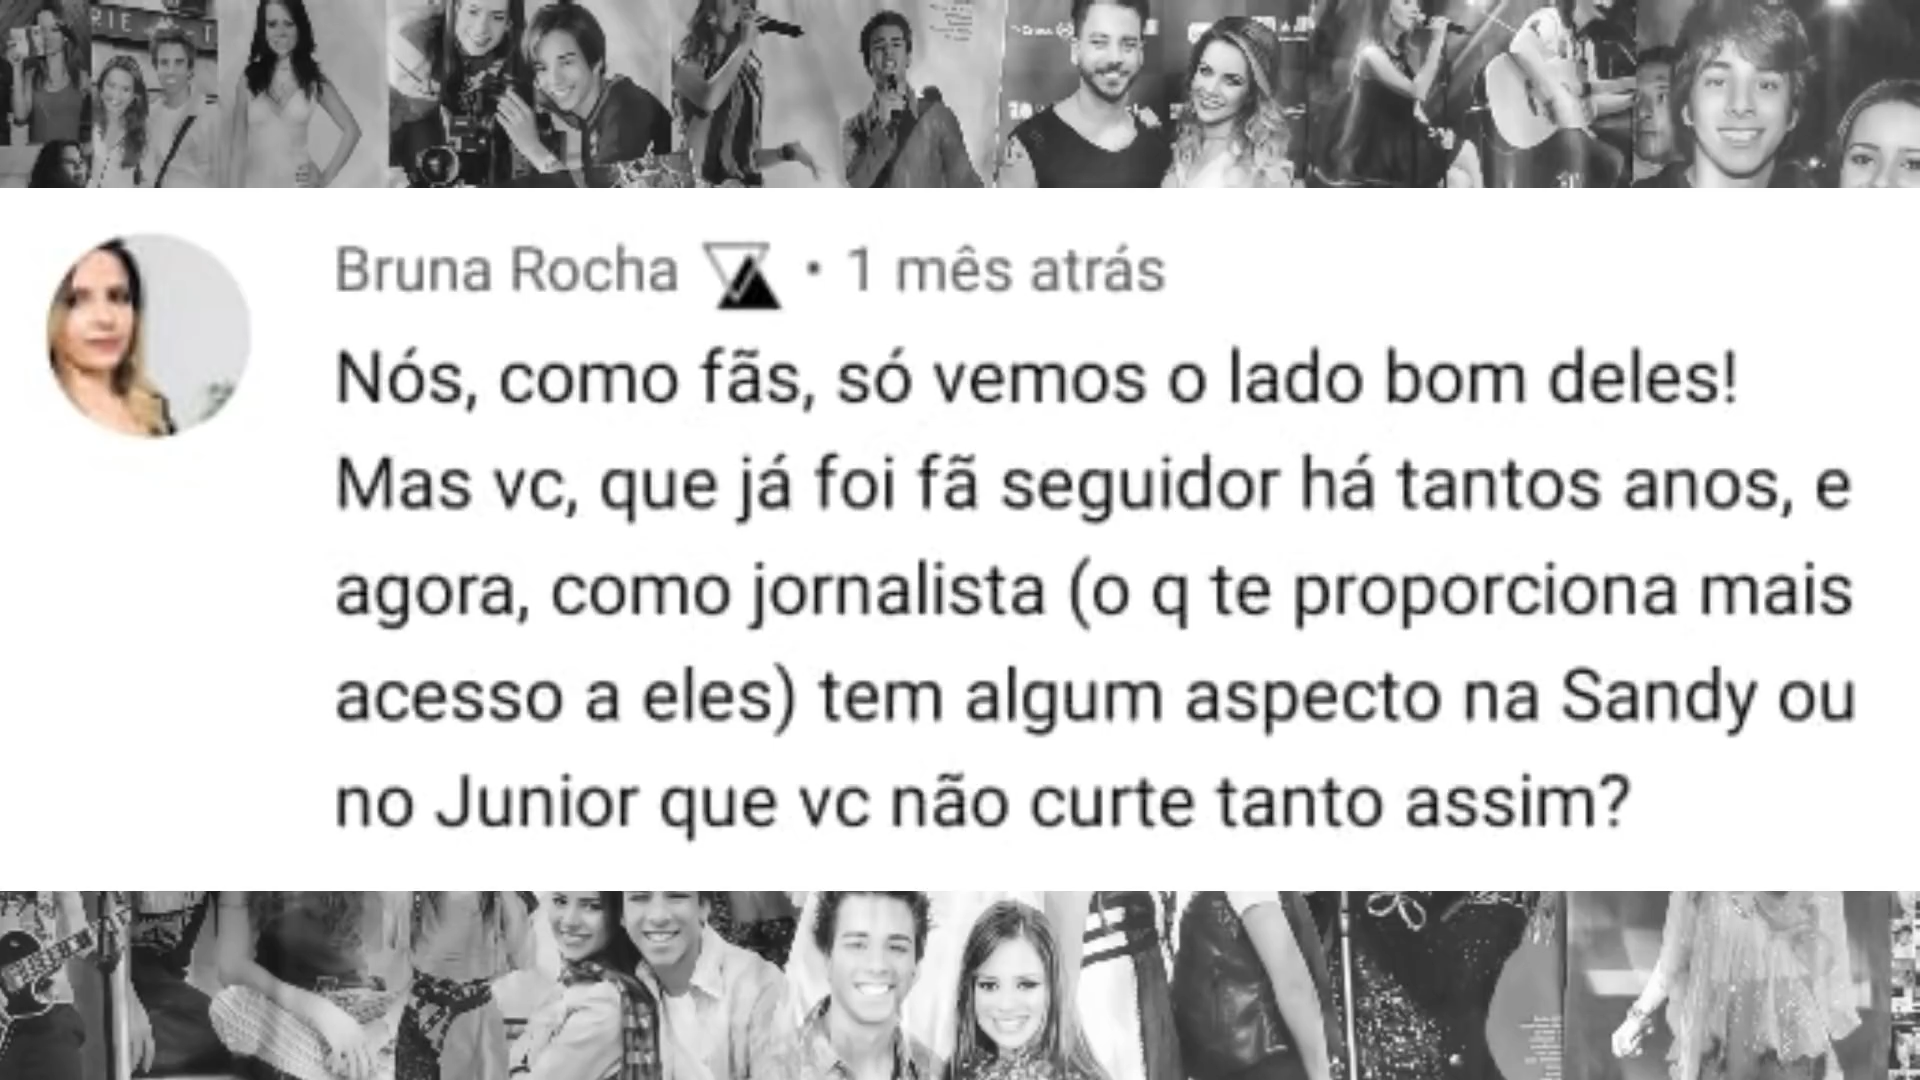 PIE
Bruna Rocha • 1 mês atrás
Nós, como fãs, só vemos o lado bom deles!
Mas vc, que já foi fã seguidor há tantos anos, e
agora, como jornalista (o q te proporciona mais
acesso a eles) tem algum aspecto na Sandy ou
no Junior que vc não curte tanto assim?